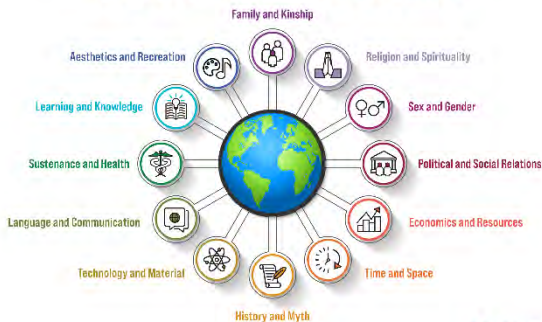 Family and Kinship
Aesthetics and Recreation
Religion and Spirituality
Learning and Knowledge
Sex and Gender
Sustenance and Health
Political and Social Relations
Language and Communication
Economics and Resources
Technology and Material
Time and Space
History and Myth